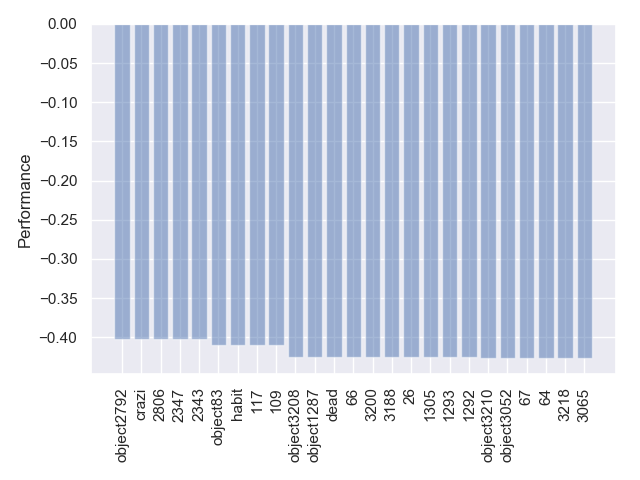 0.00
−0.05
−0.10
−0.15
−0.20
−0.25
−0.30
−0.35
−0.40
Performance
object2792
crazi
2806
2347
2343
object83
habit
117
109
object3208
object1287
dead
66
3200
3188
26
1305
1293
1292
object3210
object3052
67
64
3218
3065